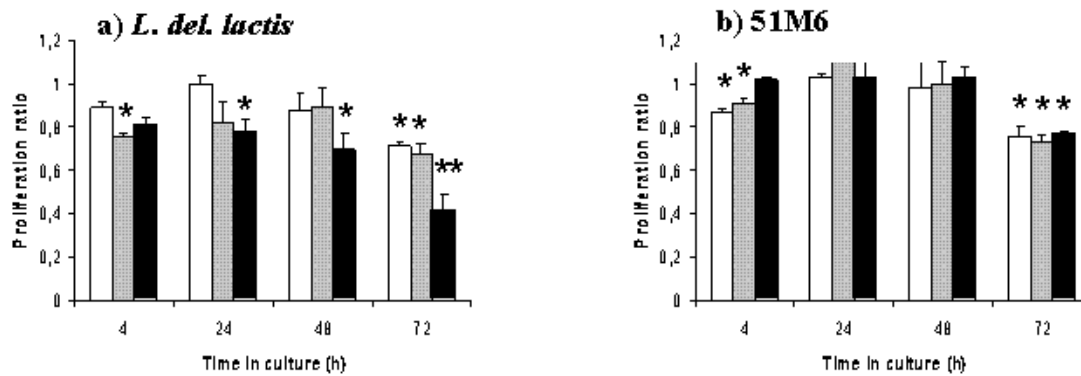 a) L. del. lactis
1,2
1
0,8
0,6
0,4
0,2
0
Proliferation ratio
* * * * * **
4 24 48 72
Time in culture (h)
b) 51M6
1,2
1
0,8
0,6
0,4
0,2
0
Proliferation ratio
* * * * *
4 24 48 72
Time in culture (h)